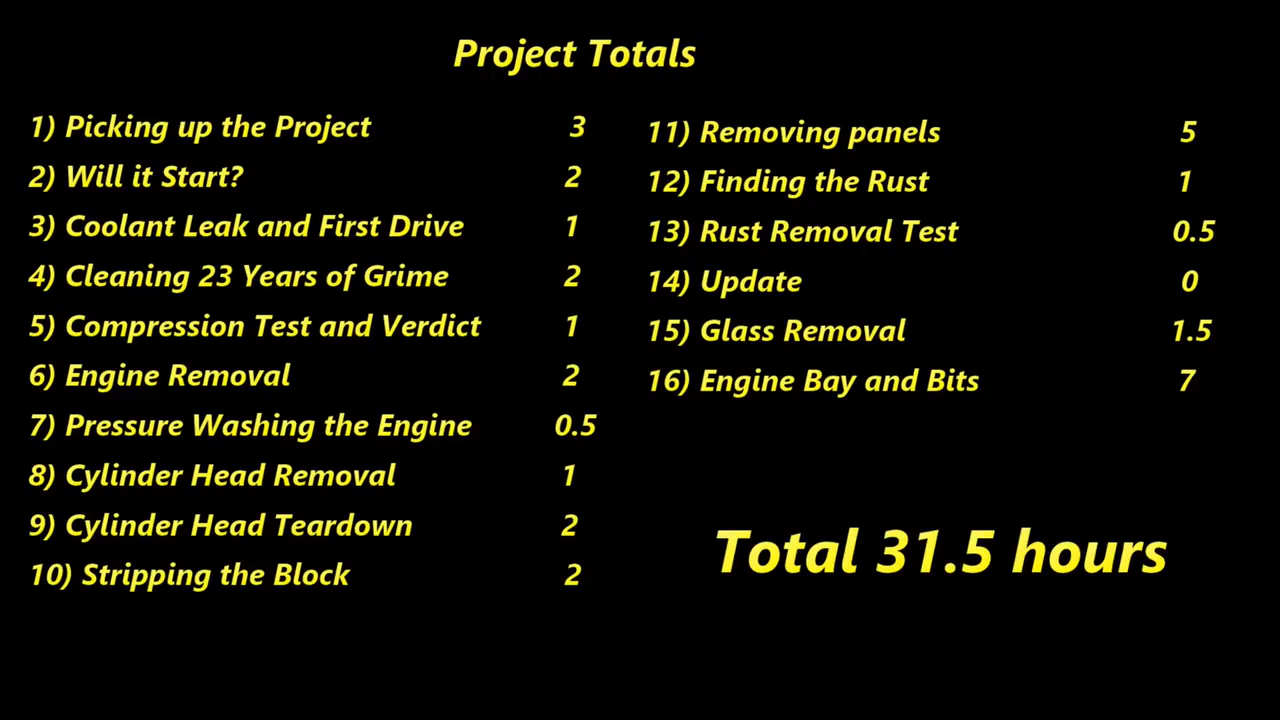 Project Totals
1) Picking up the Project 3
2) Will it Start? 2
3) Coolant Leak and First Drive 1
4) Cleaning 23 Years of Grime 2
5) Compression Test and Verdict 1
6) Engine Removal 2
7) Pressure Washing the Engine 0.5
8) Cylinder Head Removal 1
9) Cylinder Head Teardown 2
10) Stripping the Block 2
11) Removing panels 5
12) Finding the Rust 1
13) Rust Removal Test 0.5
14) Update 0
15) Glass Removal 1.5
16) Engine Bay and Bits 7
Total 31.5 hours